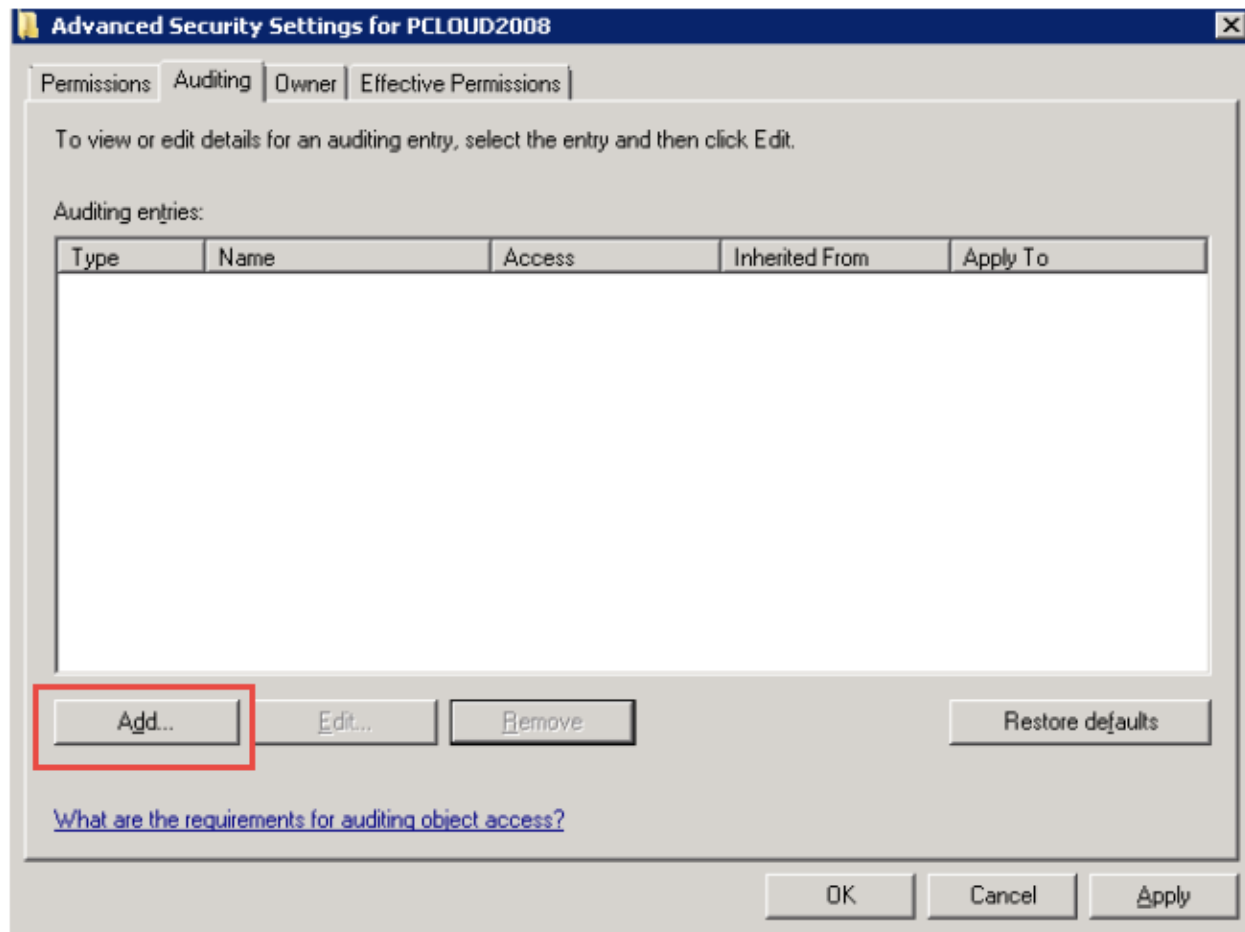 Advanced Security Settings for PCLOUD2008
Permissions Auditing Owner Effective Permissions
To view or edit details for an auditing entry, select the entry and then click Edit.
Auditing entries:
Type Name Access Inherited From Apply To
Add... Edit... Remove Restore defaults
What are the requirements for auditing object access?
OK Cancel Apply